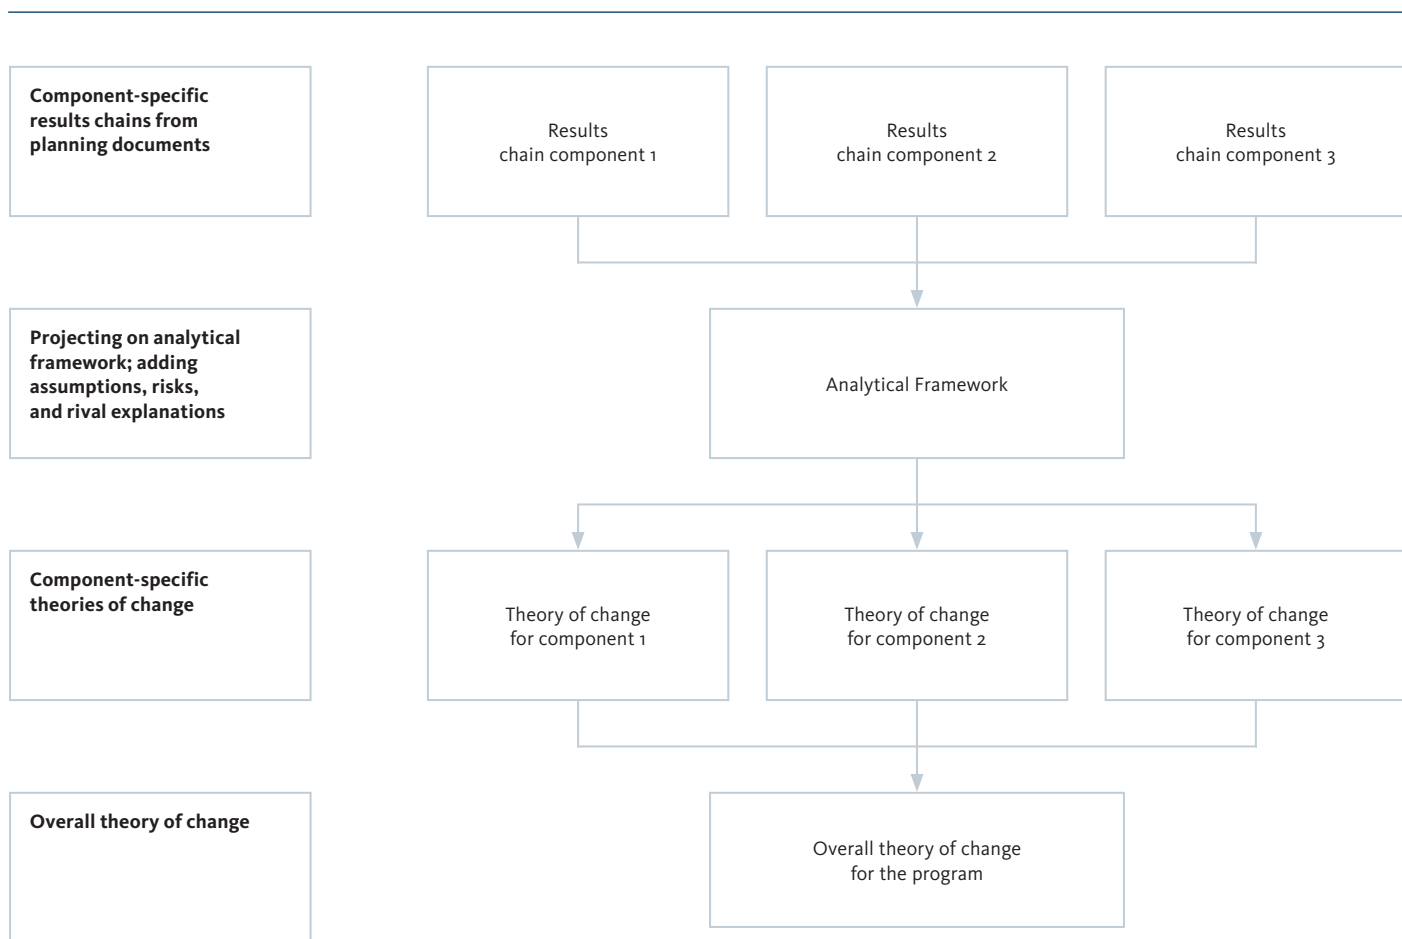 Component-specific
results chains from
planning documents
Results
chain component 1
Results
chain component 2
Results
chain component 3
Projecting on analytical
framework; adding
assumptions, risks,
and rival explanations
Analytical Framework
Component-specific
theories of change
Theory of change
for component 1
Theory of change
for component 2
Theory of change
for component 3
Overall theory of change
Overall theory of change
for the program